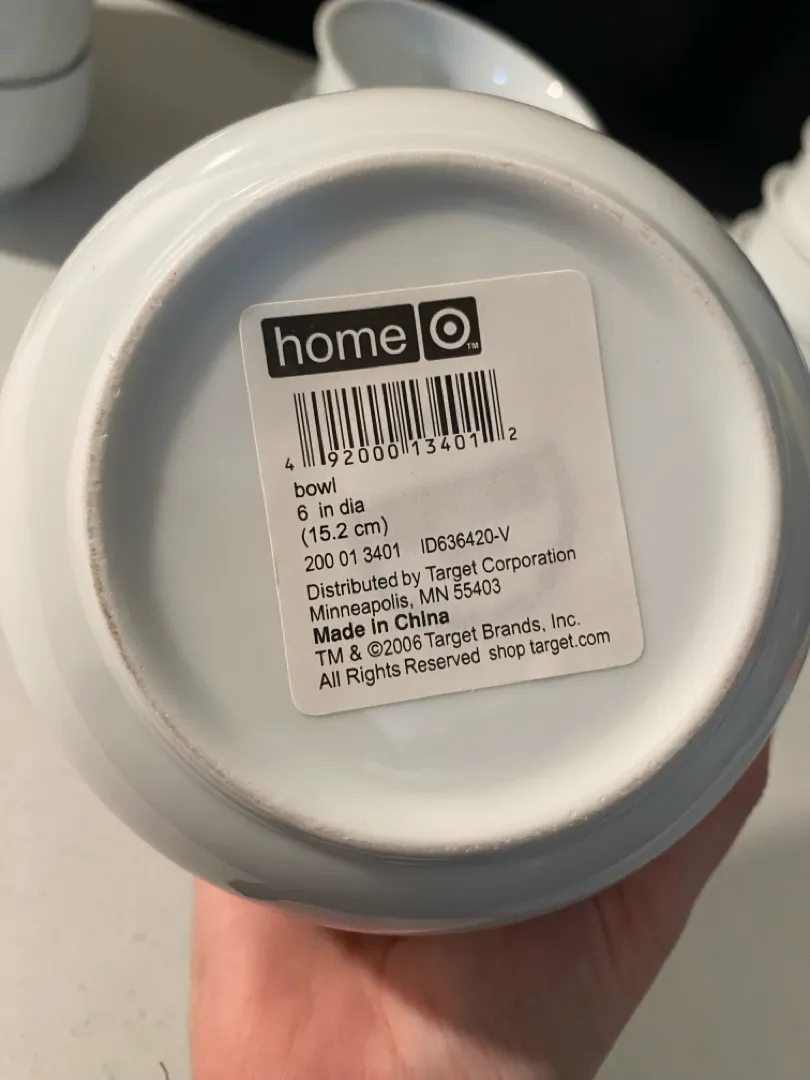 home TM
4 92000 13401 2
bowl
6 in dia
(15.2 cm)
200 01 3401 ID636420-V
Distributed by Target Corporation
Minneapolis, MN 55403
Made in China
TM & ©2006 Target Brands, Inc.
All Rights Reserved shop target.com